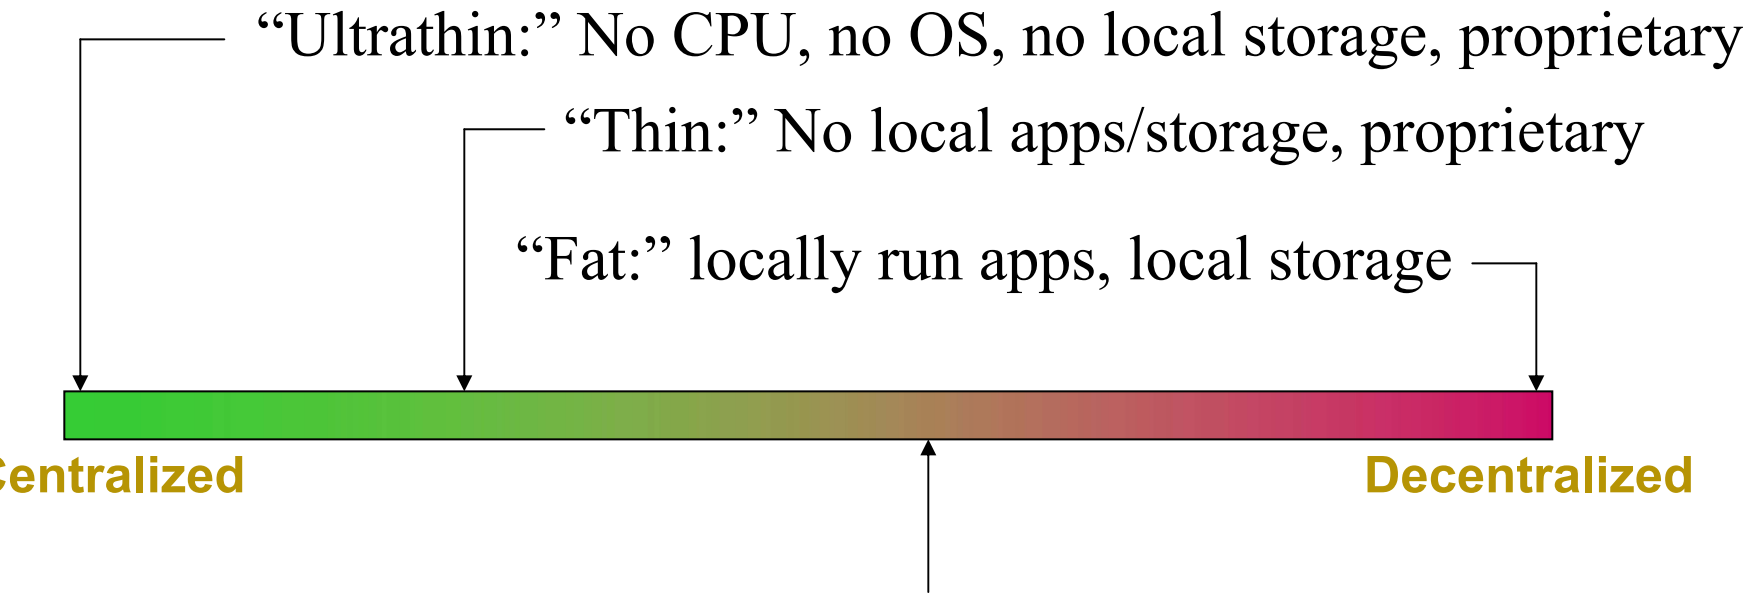 “Ultrathin:” No CPU, no OS, no local storage, proprietary
“Thin:” No local apps/storage, proprietary
“Fat:” locally run apps, local storage
Centralized
Decentralized